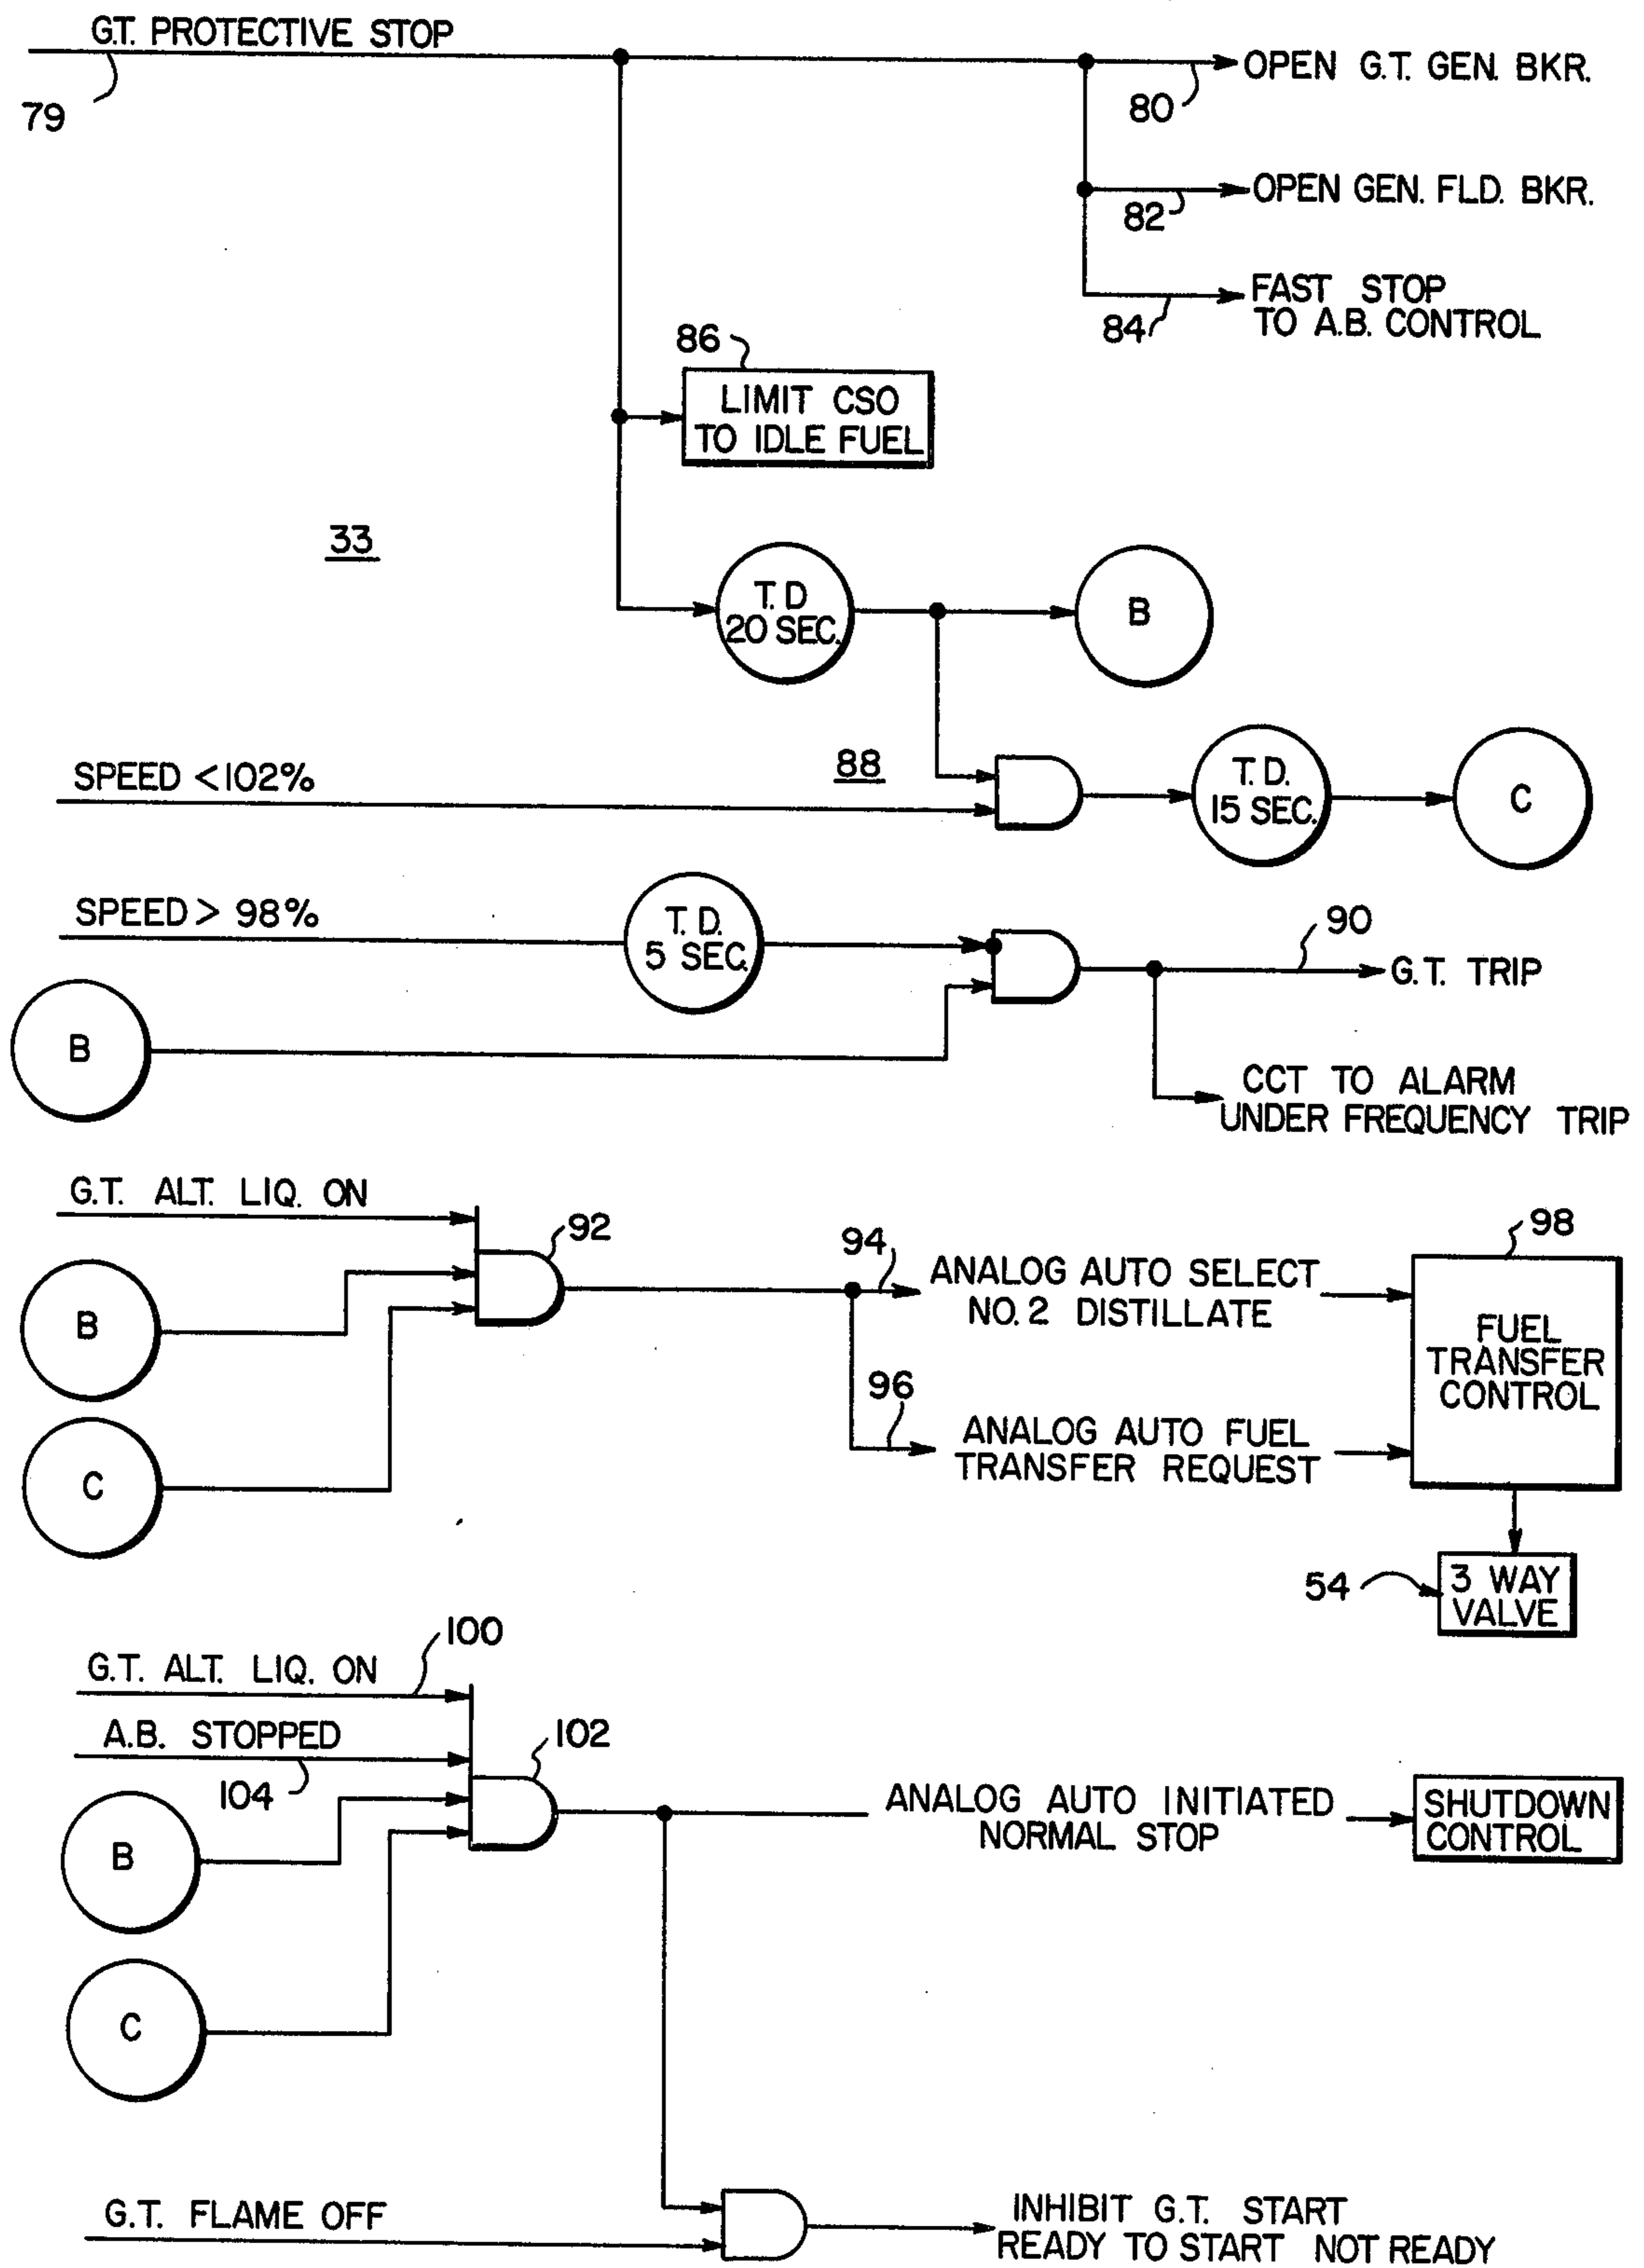 G.T. PROTECTIVE STOP
79
80
OPEN G.T. GEN. BKR.
82
OPEN GEN. FLD. BKR.
84
FAST STOP
TO A.B. CONTROL
86
LIMIT CSO
TO IDLE FUEL
33
T. D
20 SEC.
B
SPEED <102%
88
T. D.
15 SEC.
C
SPEED > 98%
T. D.
5 SEC.
90
G.T. TRIP
B
CCT TO ALARM
UNDER FREQUENCY TRIP
G.T. ALT. LIQ. ON
92
B
C
94
ANALOG AUTO SELECT
NO. 2 DISTILLATE
96
ANALOG AUTO FUEL
TRANSFER REQUEST
98
FUEL
TRANSFER
CONTROL
54
3 WAY
VALVE
G.T. ALT. LIQ. ON
100
A.B. STOPPED
104
102
B
C
ANALOG AUTO INITIATED
NORMAL STOP
SHUTDOWN
CONTROL
G.T. FLAME OFF
INHIBIT G.T. START
READY TO START NOT READY